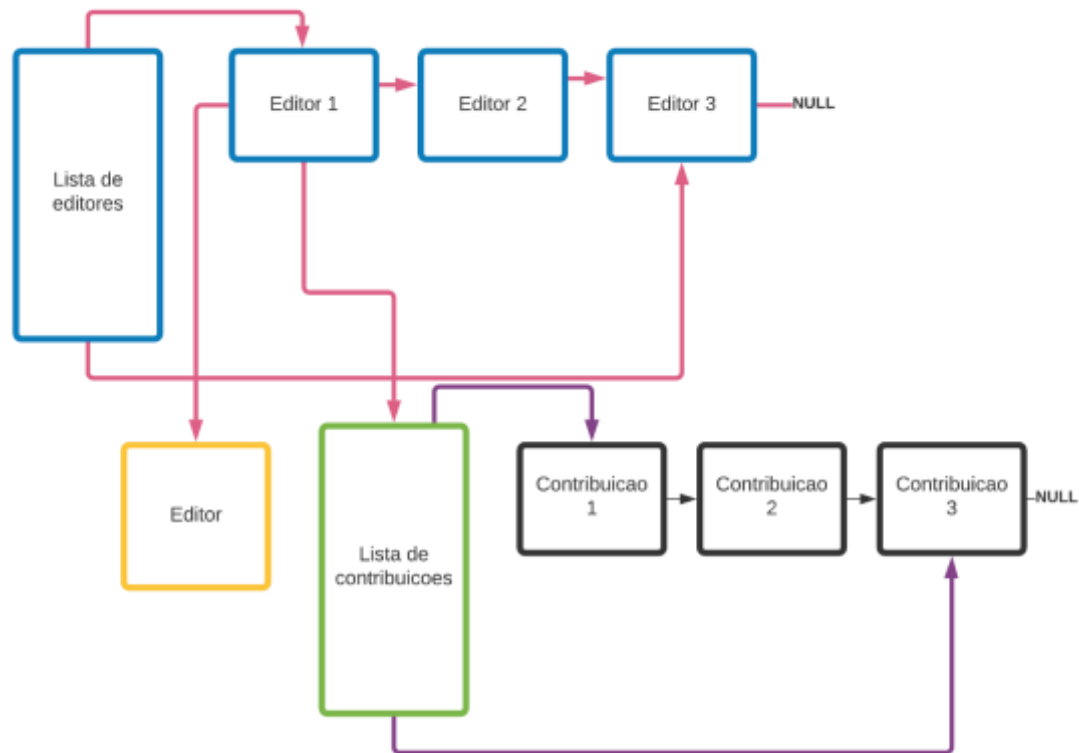 Editor 1
Editor 2
Editor 3
NULL
Lista de
editores
Editor
Lista de
contribuicoes
Contribuicao
1
Contribuicao
2
Contribuicao
3
NULL